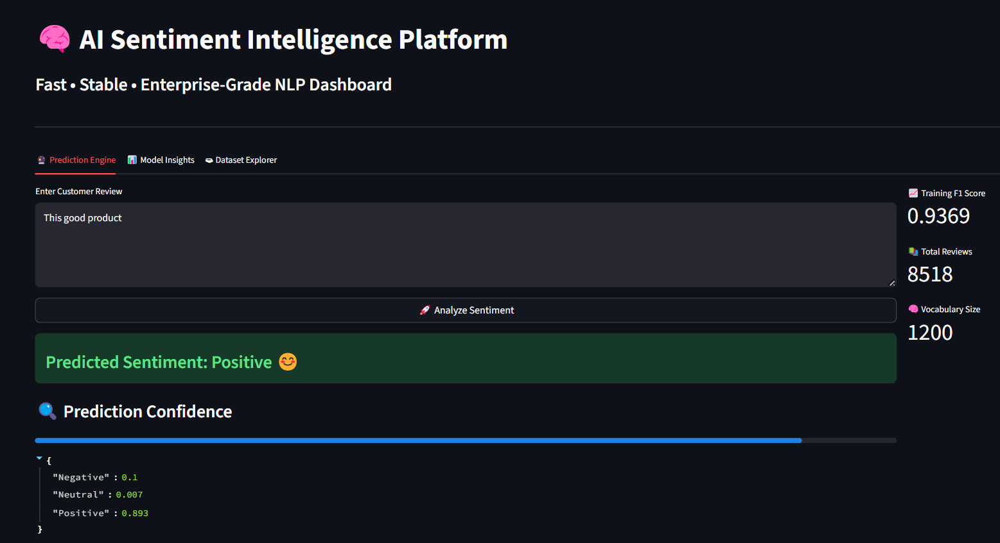 AI Sentiment Intelligence Platform
Fast • Stable • Enterprise-Grade NLP Dashboard
Prediction Engine
Model Insights
Dataset Explorer
Enter Customer Review
This good product
Analyze Sentiment
Predicted Sentiment: Positive 😊
Prediction Confidence
{
"Negative" : 0.1
"Neutral" : 0.007
"Positive" : 0.893
}
Training F1 Score
0.9369
Total Reviews
8518
Vocabulary Size
1200